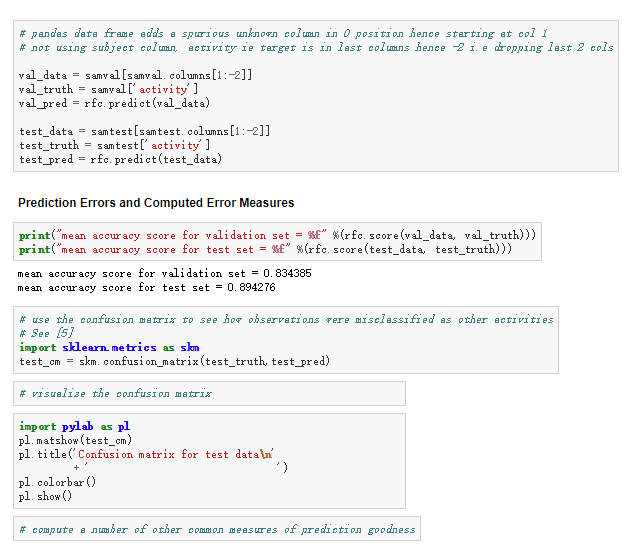 # pandas data frame adds a spurious unknown column in 0 position hence starting at col 1
# not using subject column, activity ie target is in last columns hence -2 i.e dropping last 2 cols
val_data = samval[samval.columns[1:-2]]
val_truth = samval['activity']
val_pred = rfc.predict(val_data)
test_data = samtest[samtest.columns[1:-2]]
test_truth = samtest['activity']
test_pred = rfc.predict(test_data)
Prediction Errors and Computed Error Measures
print("mean accuracy score for validation set = %f" %(rfc.score(val_data, val_truth)))
print("mean accuracy score for test set = %f" %(rfc.score(test_data, test_truth)))
mean accuracy score for validation set = 0.834385
mean accuracy score for test set = 0.894276
# use the confusion matrix to see how observations were misclassified as other activities
# See [5]
import sklearn.metrics as skm
test_cm = skm.confusion_matrix(test_truth,test_pred)
# visualize the confusion matrix
import pylab as pl
pl.matshow(test_cm)
pl.title('Confusion matrix for test data\n'
+ '                           ')
pl.colorbar()
pl.show()
# compute a number of other common measures of prediction goodness